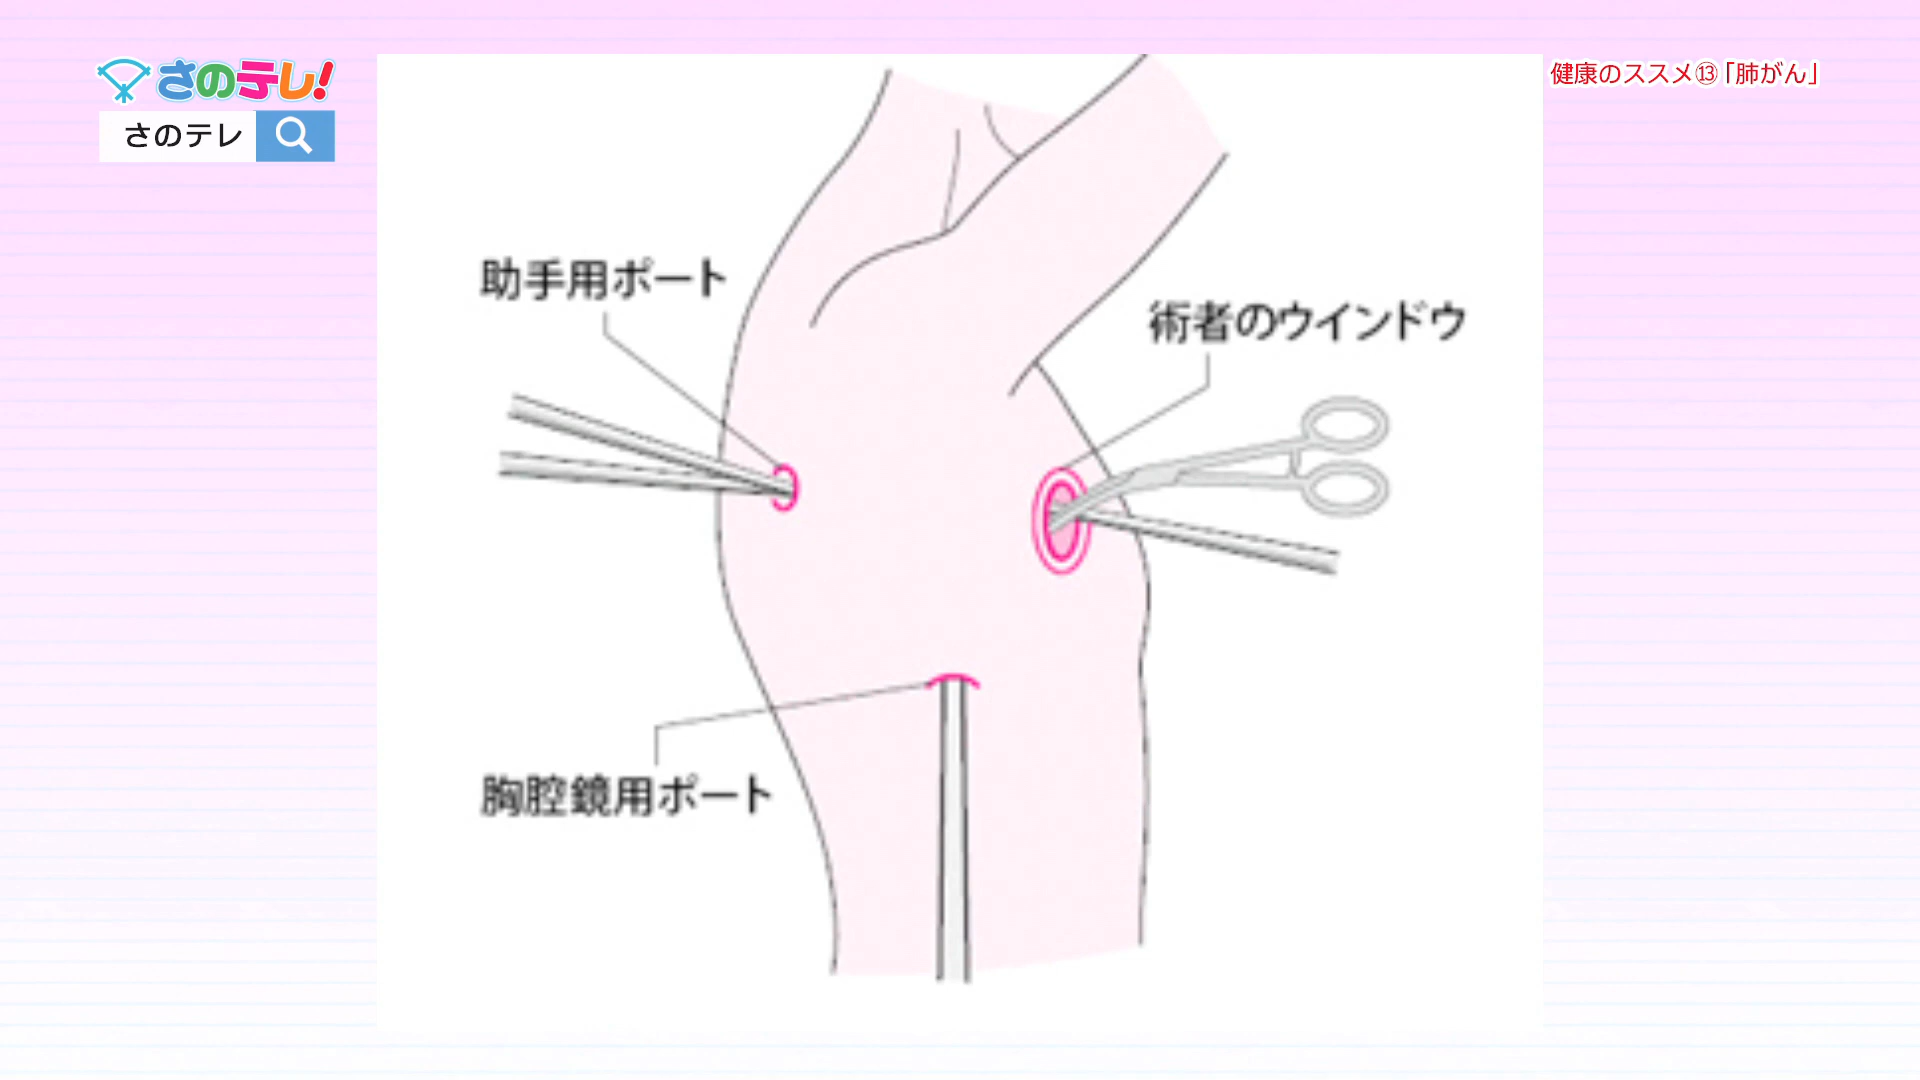 さのテレ!
さのテレ
健康のススメ⑬「肺がん」
助手用ポート
術者のウインドウ
胸腔鏡用ポート